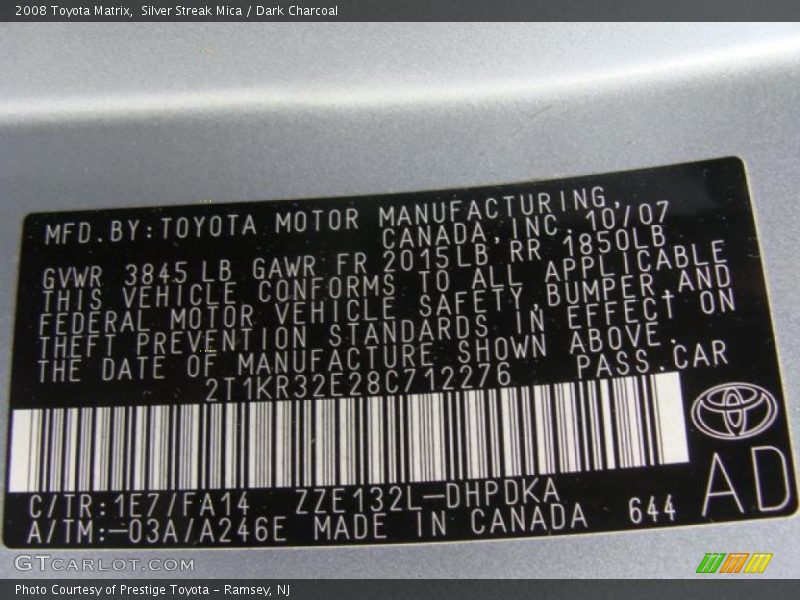 2008 Toyota Matrix, Silver Streak Mica / Dark Charcoal
MFD.BY:TOYOTA MOTOR MANUFACTURING,
CANADA,INC. 10/07
GVWR 3845LB GAWR FR 2015LB RR 1850LB
THIS VEHICLE CONFORMS TO ALL APPLICABLE
FEDERAL MOTOR VEHICLE SAFETY,BUMPER,AND
THEFT PREVENTION STANDARDS IN EFFECT ON
THE DATE OF MANUFACTURE SHOWN ABOVE.
2T1KR32E28C712276 PASS.CAR
C/TR:1E7/FA14 ZZE132L-DHPDKA
A/TM:-03A/A246E MADE IN CANADA 644
AD
GTCARLOT.COM
Photo Courtesy of Prestige Toyota - Ramsey, NJ